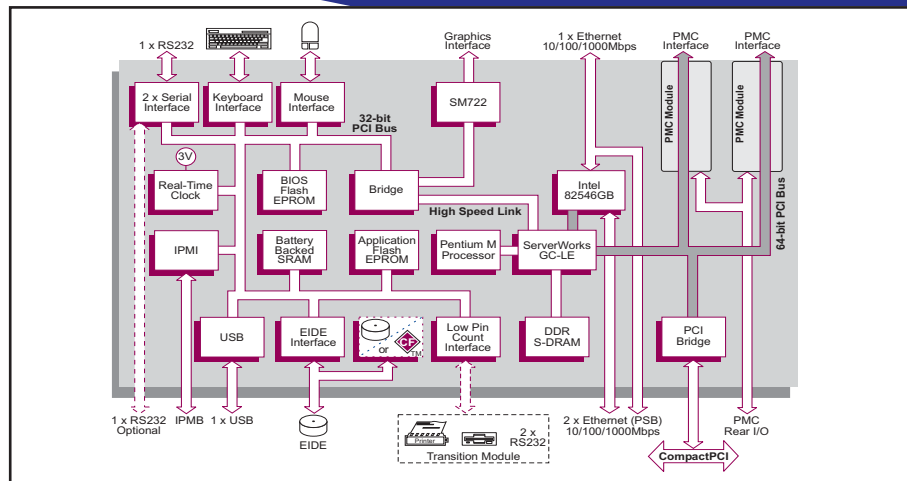 1 x RS232
Graphics
Interface
1 x Ethernet
10/100/1000Mbps
PMC
Interface
PMC
Interface
2 x Serial
Interface
Keyboard
Interface
Mouse
Interface
32-bit
PCI Bus
SM722
PMC Module
PMC Module
3V
Real-Time
Clock
BIOS
Flash
EPROM
Bridge
Intel
82546GB
High Speed Link
64-bit PCI Bus
IPMI
Battery
Backed
SRAM
Application
Flash
EPROM
Pentium M
Processor
ServerWorks
GC-LE
USB
EIDE
Interface
or
CF
TM
Low Pin
Count
Interface
DDR
S-DRAM
PCI
Bridge
1 x RS232
Optional
IPMB
1 x USB
EIDE
Printer
2 x
RS232
Transition Module
2 x Ethernet (PSB)
10/100/1000Mbps
PMC
Rear I/O
CompactPCI